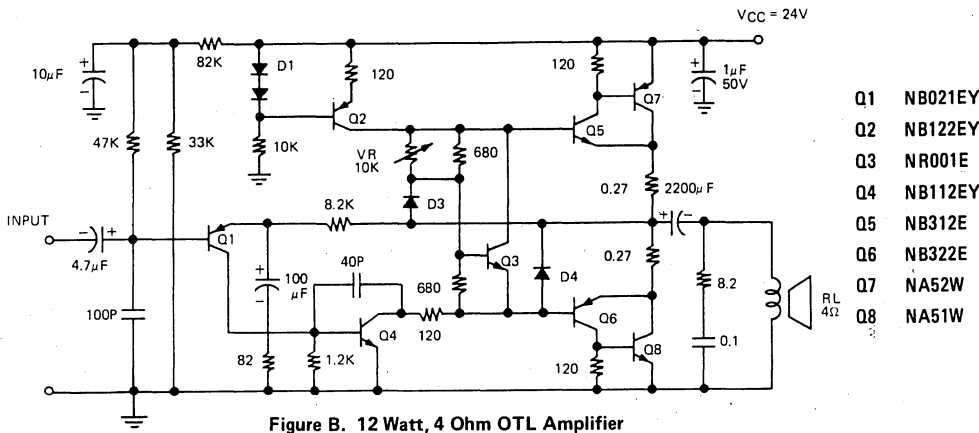 VCC = 24V
10μF
+
-
82K
D1
120
120
+
-
1μF
50V
Q2
Q5
Q7
47K
33K
10K
VR
10K
680
0.27
2200μF
+
-
D3
8.2K
INPUT
-
+
4.7μF
Q1
+
100
μF
40P
Q3
D4
0.27
8.2
RL
4Ω
100P
680
Q4
120
Q6
Q8
82
1.2K
120
0.1
Q1 NB021EY
Q2 NB122EY
Q3 NR001E
Q4 NB112EY
Q5 NB312E
Q6 NB322E
Q7 NA52W
Q8 NA51W
Figure B. 12 Watt, 4 Ohm OTL Amplifier